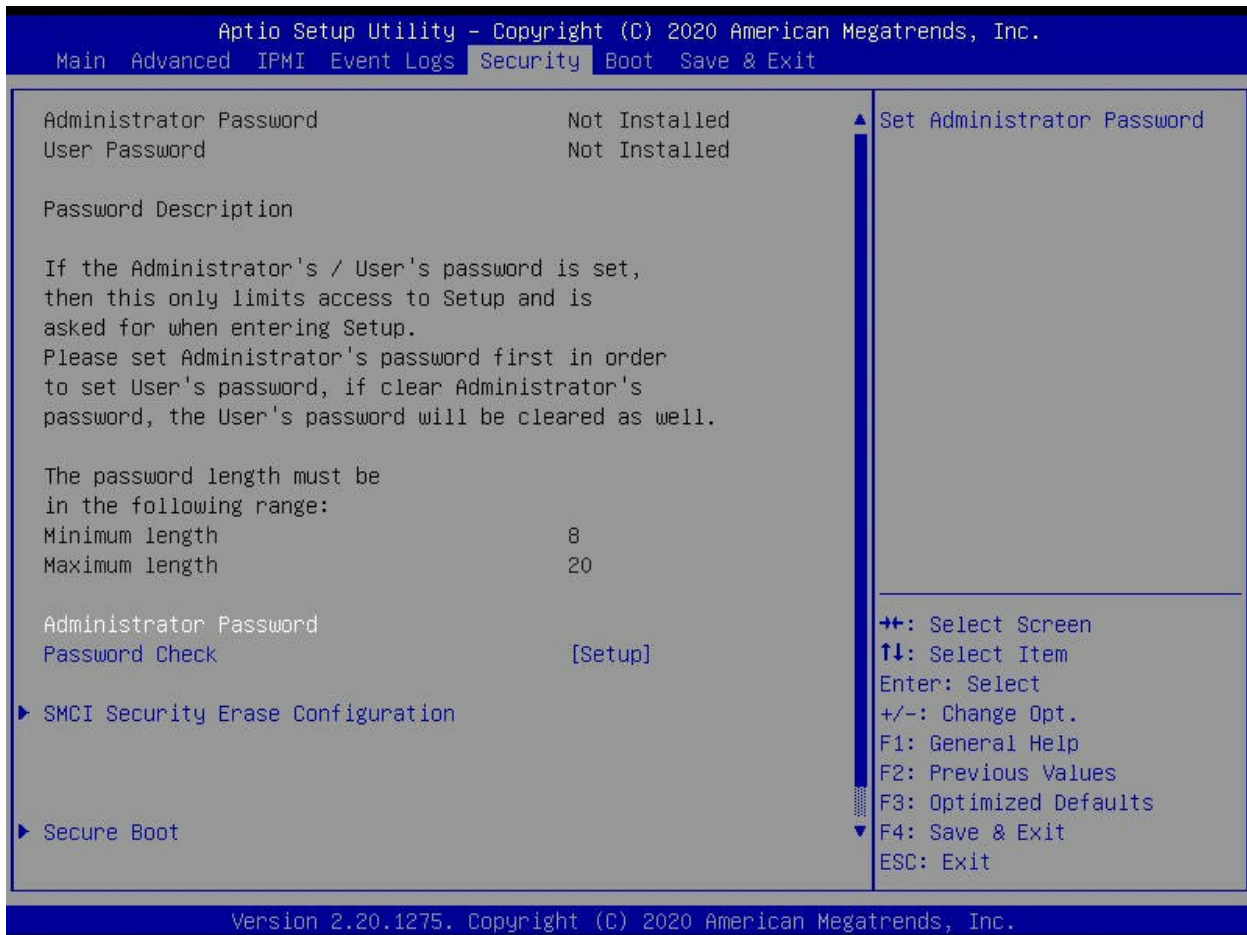 Aptio Setup Utility – Copyright (C) 2020 American Megatrends, Inc.
Main Advanced IPMI Event Logs Security Boot Save & Exit
Administrator Password Not Installed
User Password Not Installed
Password Description
If the Administrator's / User's password is set,
then this only limits access to Setup and is
asked for when entering Setup.
Please set Administrator's password first in order
to set User's password, if clear Administrator's
password, the User's password will be cleared as well.
The password length must be
in the following range:
Minimum length 8
Maximum length 20
Administrator Password
Password Check [Setup]
SMCI Security Erase Configuration
Secure Boot
Set Administrator Password
→←: Select Screen
↑↓: Select Item
Enter: Select
+/-: Change Opt.
F1: General Help
F2: Previous Values
F3: Optimized Defaults
F4: Save & Exit
ESC: Exit
Version 2.20.1275. Copyright (C) 2020 American Megatrends, Inc.